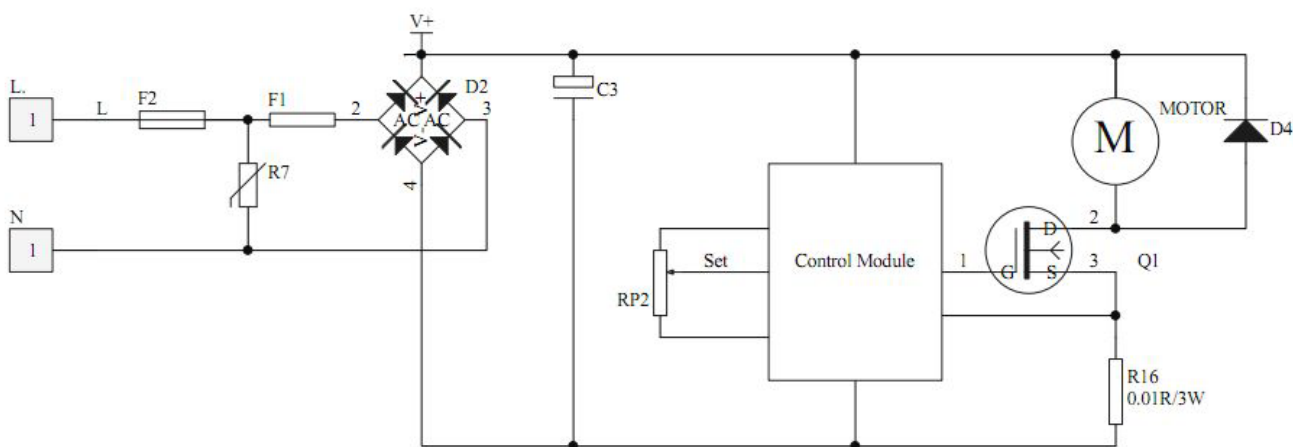 V+
L.
1
L
F2
F1
2
+
AC AC
V
V
D2
3
4
R7
N
1
C3
MOTOR
M
D4
RP2
Set
Control Module
1
G
D
S
2
3
Q1
R16
0.01R/3W